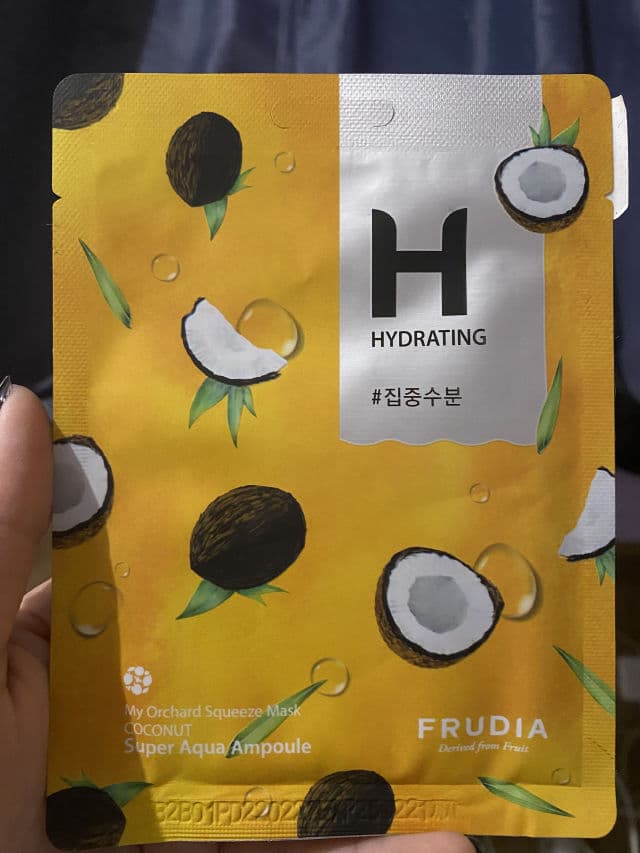 H
HYDRATING
#집중수분
My Orchard Squeeze Mask
COCONUT
Super Aqua Ampoule
FRUDIA
Derived from Fruit